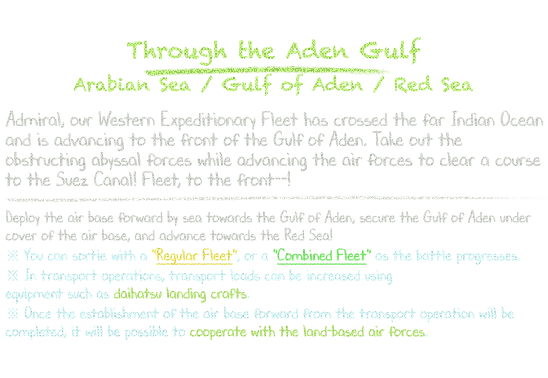 Through the Aden Gulf
Arabian Sea / Gulf of Aden / Red Sea
Admiral, our Western Expeditionary Fleet has crossed the far Indian Ocean
and is advancing to the front of the Gulf of Aden. Take out the
obstructing abyssal forces while advancing the air forces to clear a course
to the Suez Canal! Fleet, to the front--!
Deploy the air base forward by sea towards the Gulf of Aden, secure the Gulf of Aden under
cover of the air base, and advance towards the Red Sea!
※ You can sortie with a "Regular Fleet", or a "Combined Fleet" as the battle progresses.
※ In transport operations, transport loads can be increased using
equipment such as daihatsu landing crafts.
※ Once the establishment of the air base forward from the transport operation will be
completed, it will be possible to cooperate with the land-based air forces.